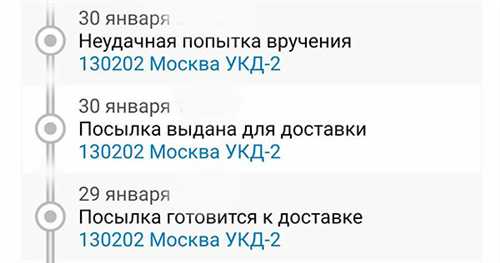 30 января
Неудачная попытка вручения
130202 Москва УКД-2
30 января
Посылка выдана для доставки
130202 Москва УКД-2
29 января
Посылка готовится к доставке
130202 Москва УКД-2